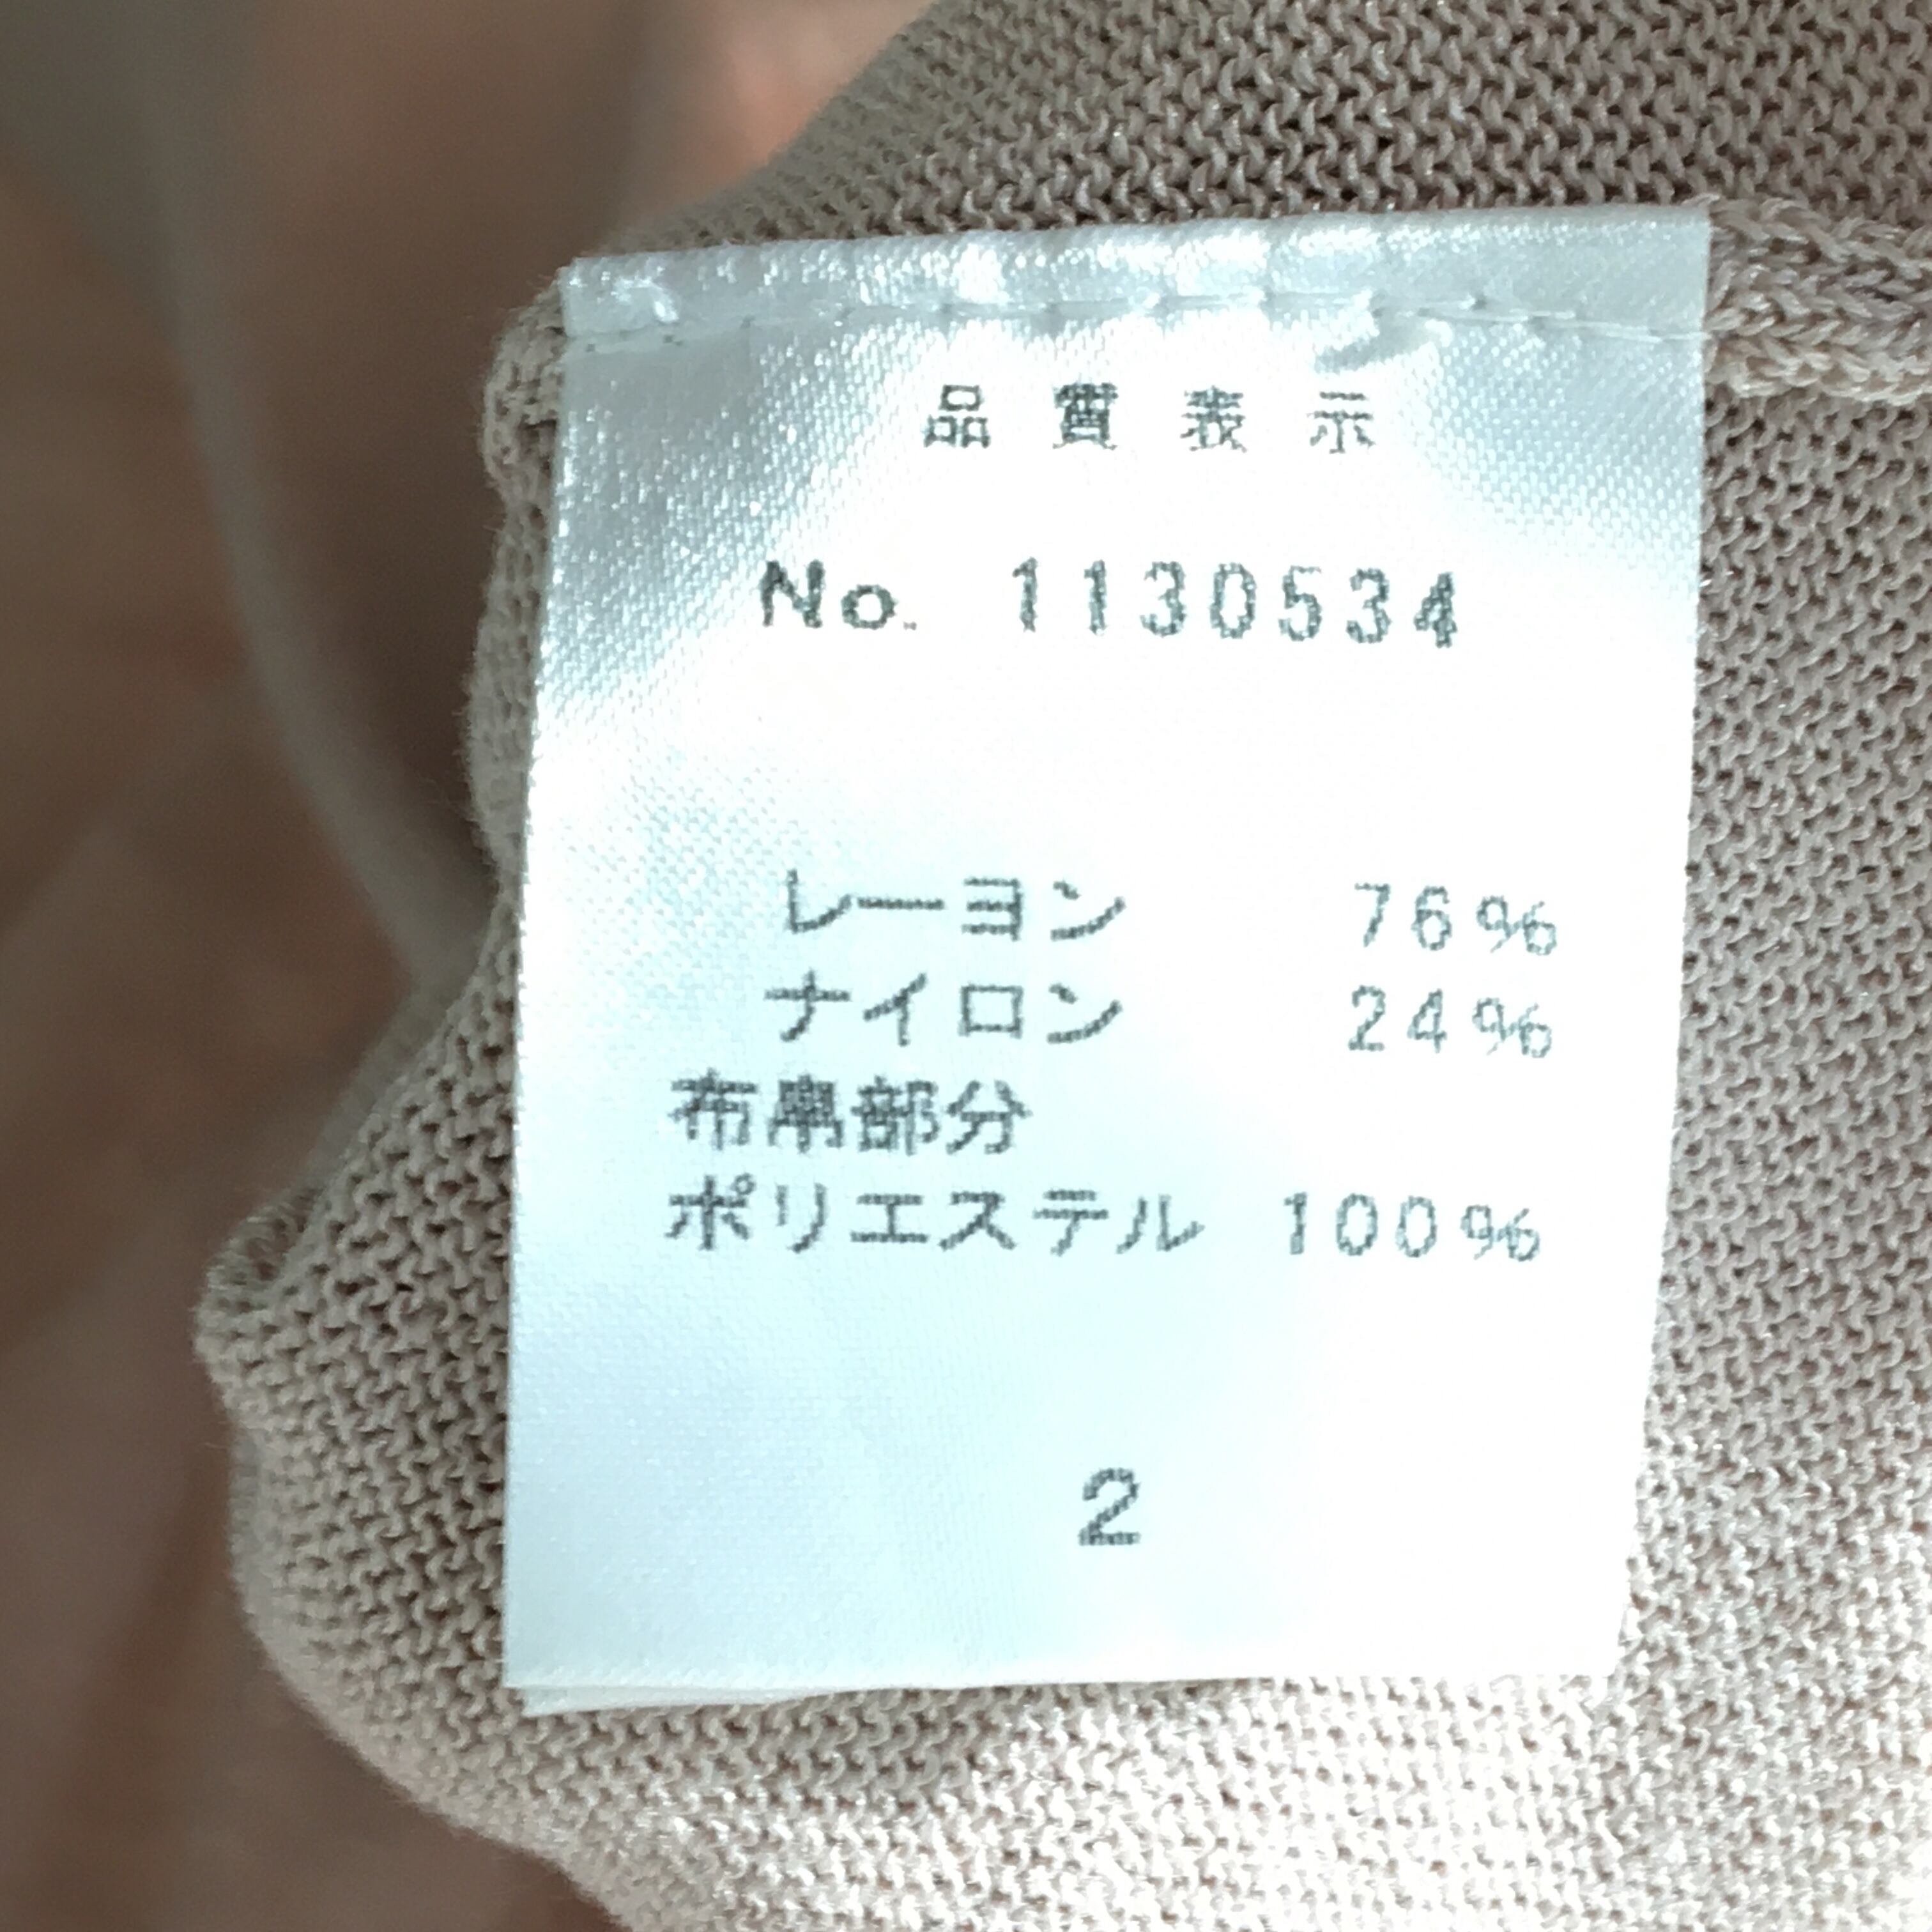 品質表示
No. 1130534
レーヨン 76%
ナイロン 24%
布帛部分
ポリエステル 100%
2